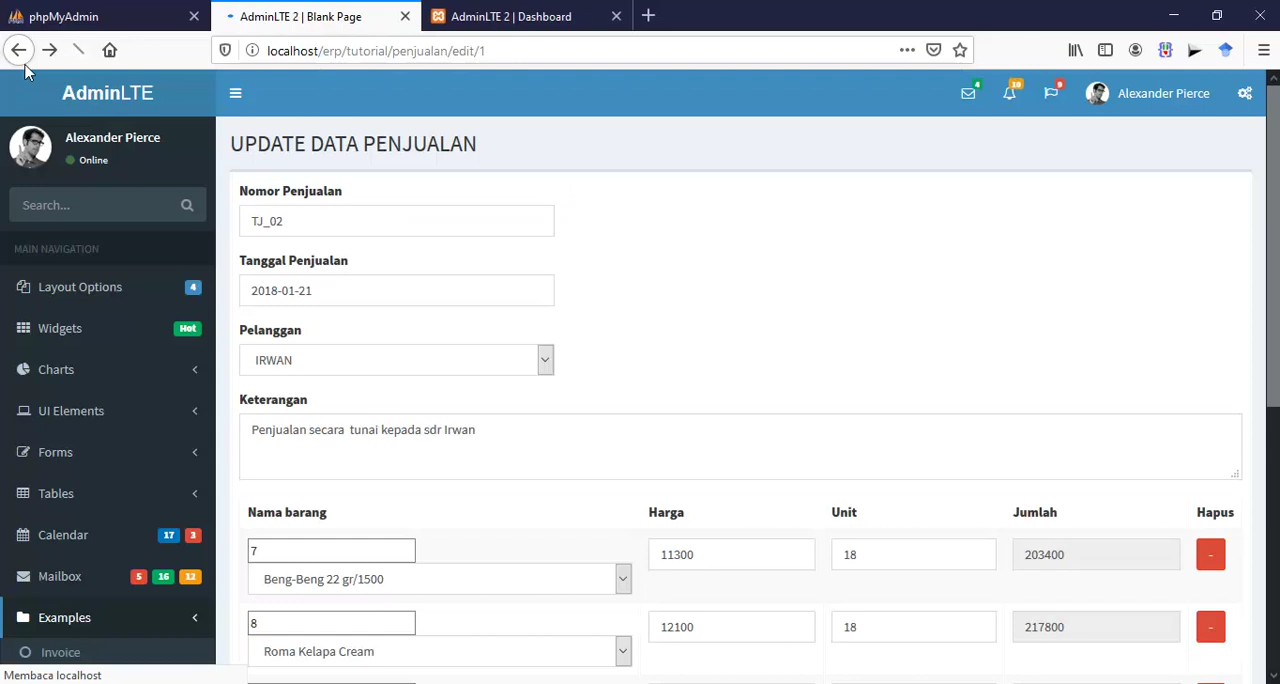 phpMyAdmin
AdminLTE 2 | Blank Page
AdminLTE 2 | Dashboard
localhost/erp/tutorial/penjualan/edit/1
AdminLTE
4
10
9
Alexander Pierce
Alexander Pierce
Online
Search...
MAIN NAVIGATION
Layout Options 4
Widgets Hot
Charts
UI Elements
Forms
Tables
Calendar 17 3
Mailbox 5 16 12
Examples
Invoice
Membaca localhost
UPDATE DATA PENJUALAN
Nomor Penjualan
TJ_02
Tanggal Penjualan
2018-01-21
Pelanggan
IRWAN
Keterangan
Penjualan secara  tunai kepada sdr Irwan
Nama barang Harga Unit Jumlah Hapus
7
Beng-Beng 22 gr/1500 11300 18 203400 -
8
Roma Kelapa Cream 12100 18 217800 -